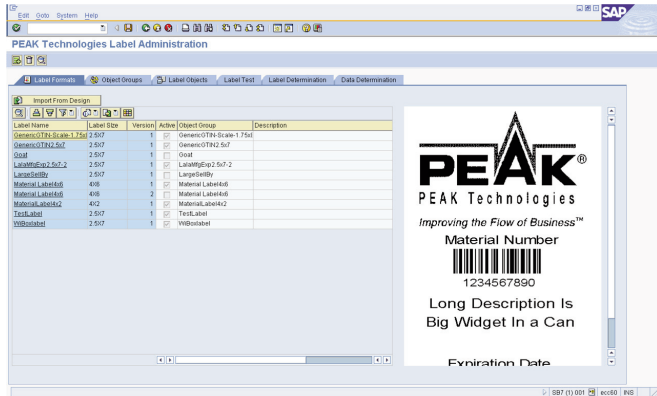 Edit Goto System Help
SAP
PEAK Technologies Label Administration
Label Formats Object Groups Label Objects Label Test Label Determination Data Determination
Import From Design
Label Name Label Size Version Active Object Group Description
GenericGTIN-Scale-1.75x 2.5X7 1 GenericGTIN-Scale-1.75x
GenericGTIN2.5x7 2.5X7 1 GenericGTIN2.5x7
Goat 2.5X7 1 Goat
LalaMfgExp2.5x7-2 2.5X7 1 LalaMfgExp2.5x7-2
LargeSellBy 2.5X7 1 LargeSellBy
Material Label4x6 4X6 1 Material Label4x6
Material Label4x6 4X6 2 Material Label4x6
MaterialLabel4x2 4X2 1 MaterialLabel4x2
TestLabel 2.5X7 1 TestLabel
WiBoxlabel 2.5X7 1 WiBoxlabel
PEAK®
PEAK Technologies
Improving the Flow of Business™
Material Number
1234567890
Long Description Is
Big Widget In a Can
Expiration Date
SB7 (1) 001 ecc60 INS